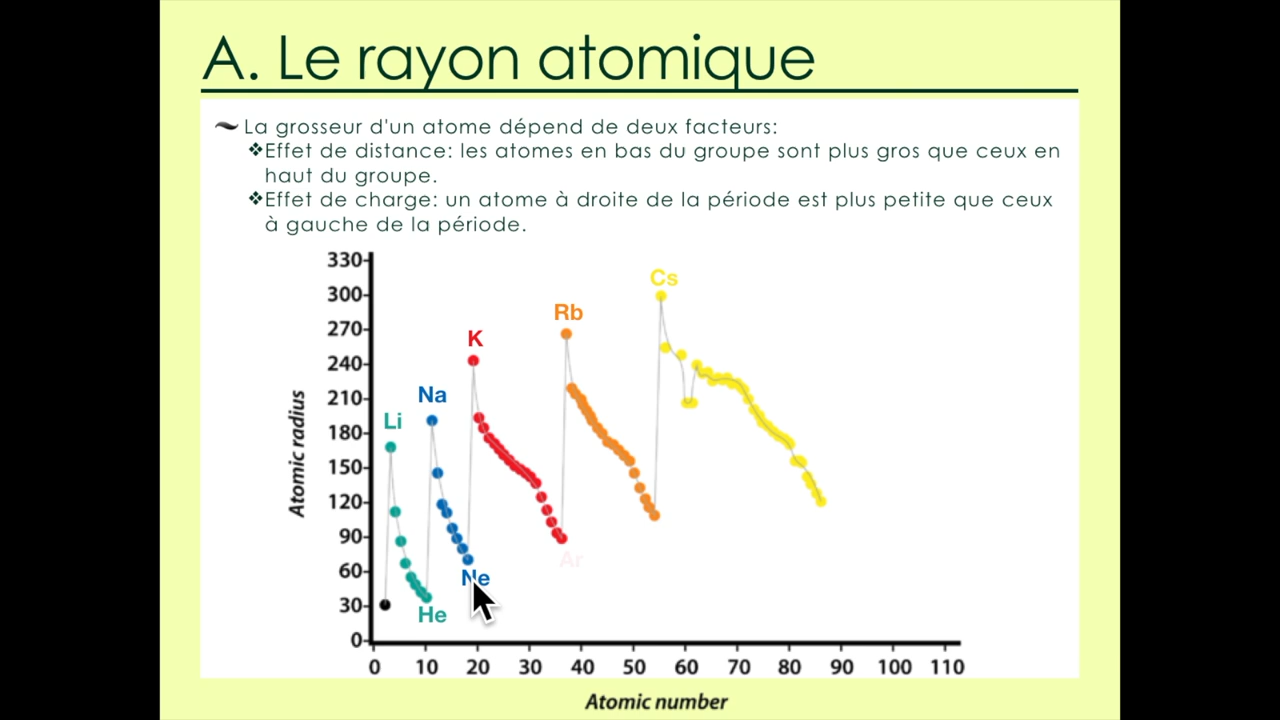 A. Le rayon atomique
La grosseur d'un atome dépend de deux facteurs:
❖Effet de distance: les atomes en bas du groupe sont plus gros que ceux en
haut du groupe.
❖Effet de charge: un atome à droite de la période est plus petite que ceux
à gauche de la période.
330
300
270
240
210
180
150
120
90
60
30
0
Atomic radius
Li
Na
K
Rb
Cs
He
Ne
Ar
0 10 20 30 40 50 60 70 80 90 100 110
Atomic number